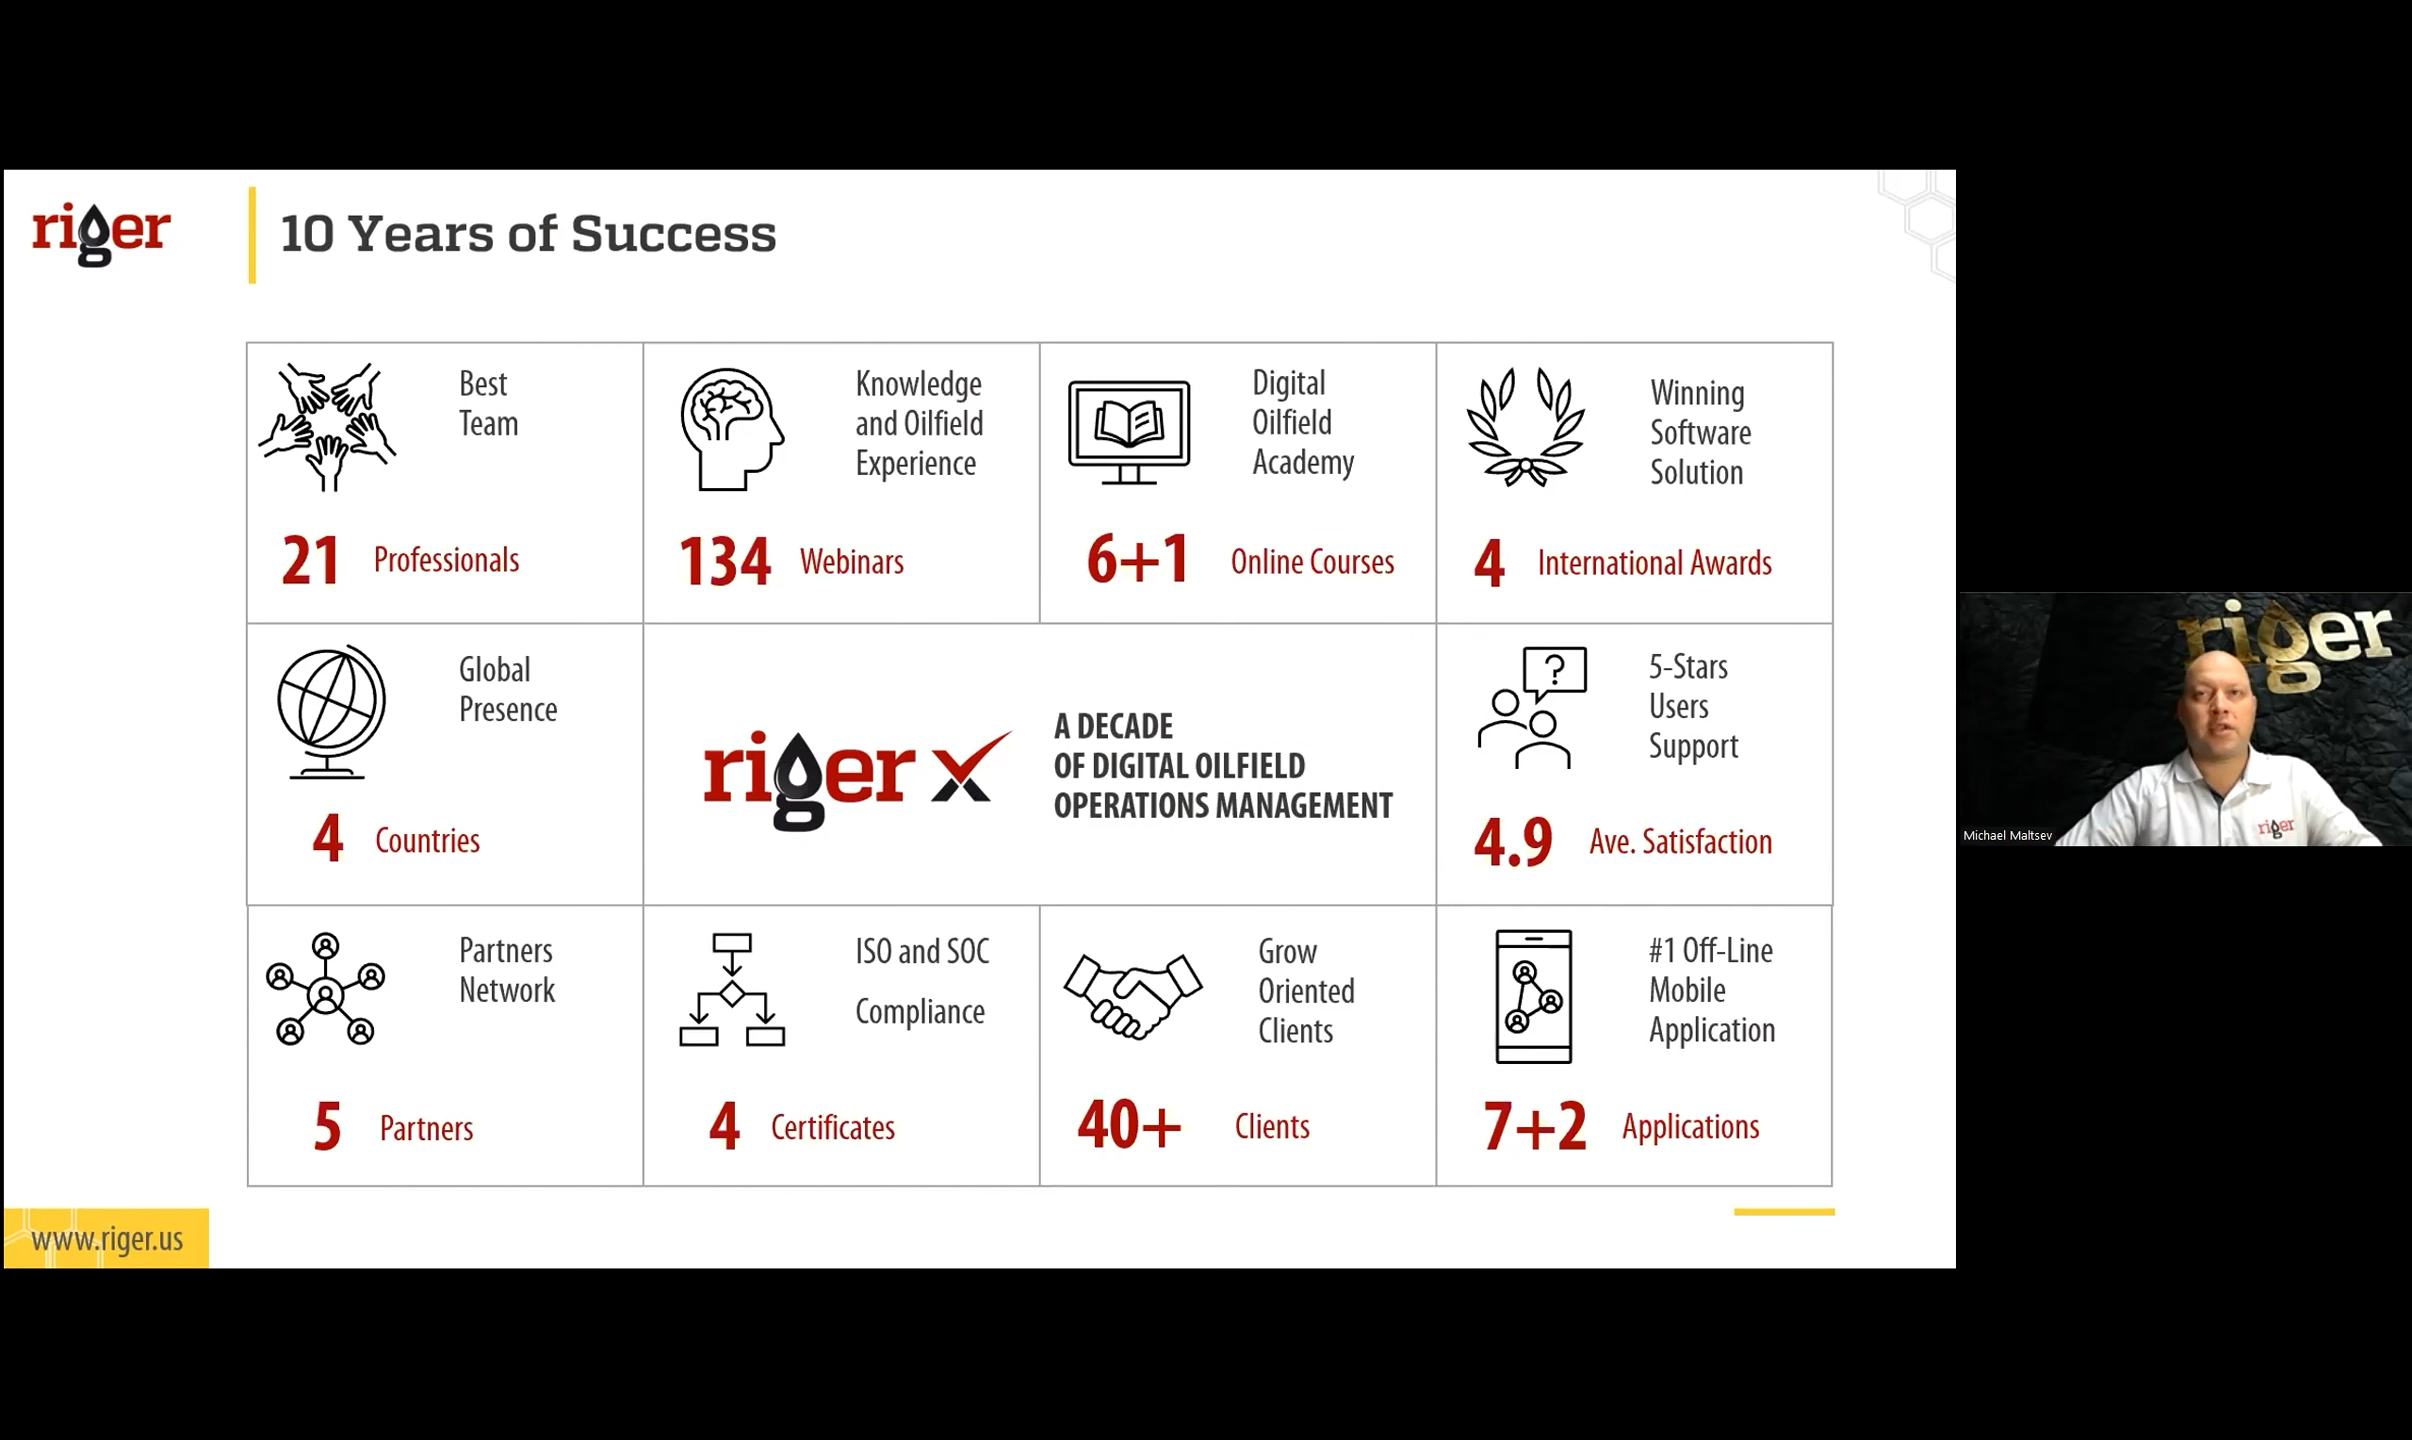 riger
10 Years of Success
Best
Team
21 Professionals
Knowledge
and Oilfield
Experience
134 Webinars
Digital
Oilfield
Academy
6+1 Online Courses
Winning
Software
Solution
4 International Awards
Global
Presence
4 Countries
riger X
A DECADE
OF DIGITAL OILFIELD
OPERATIONS MANAGEMENT
?
5-Stars
Users
Support
4.9 Ave. Satisfaction
Partners
Network
5 Partners
ISO and SOC
Compliance
4 Certificates
Grow
Oriented
Clients
40+ Clients
#1 Off-Line
Mobile
Application
7+2 Applications
www.riger.us
riger
riger
Michael Maltsev